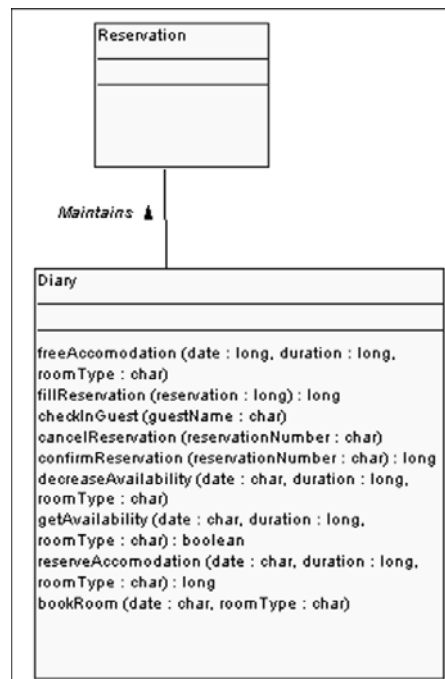 Reservation
Maintains
Diary
freeAccomodation (date : long, duration : long,
roomType : char)
fillReservation (reservation : long) : long
checkInGuest (guestName : char)
cancelReservation (reservationNumber : char)
confirmReservation (reservationNumber : char) : long
decreaseAvailability (date : char, duration : long,
roomType : char)
getAvailability (date : char, duration : long,
roomType : char) : boolean
reserveAccomodation (date : char, duration : long,
roomType : char) : long
bookRoom (date : char, roomType : char)